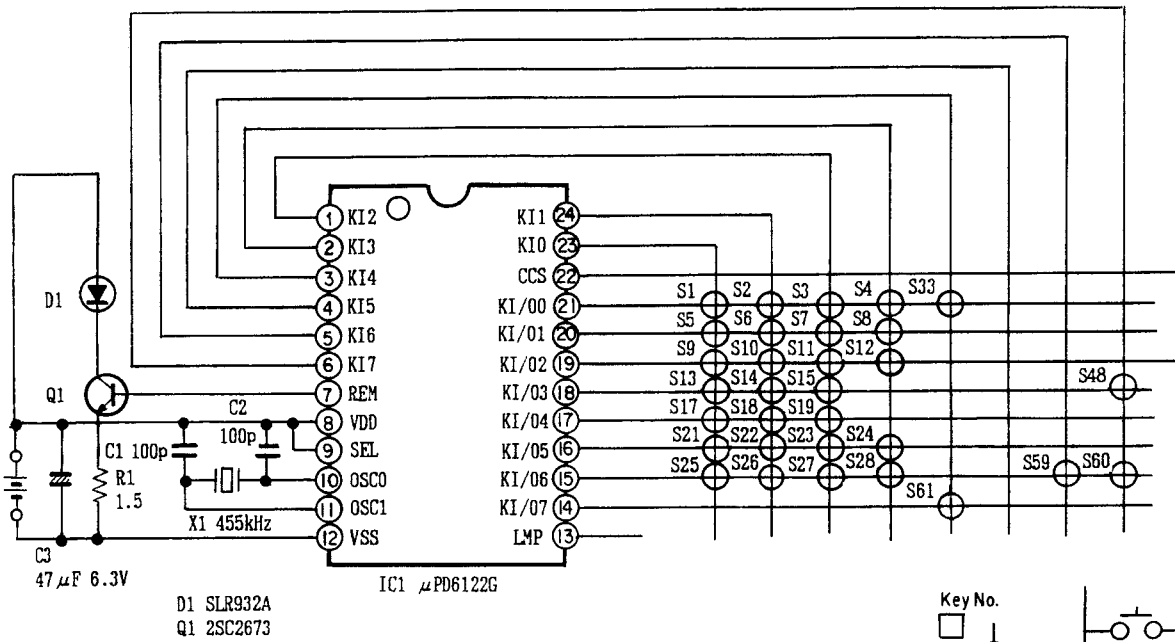 1 KI2
2 KI3
3 KI4
4 KI5
5 KI6
6 KI7
7 REM
8 VDD
9 SEL
10 OSC0
11 OSC1
12 VSS
KI1 24
KI0 23
CCS 22
KI/00 21
KI/01 20
KI/02 19
KI/03 18
KI/04 17
KI/05 16
KI/06 15
KI/07 14
LMP 13
S1 S2 S3 S4 S33
S5 S6 S7 S8
S9 S10 S11 S12
S13 S14 S15 S48
S17 S18 S19
S21 S22 S23 S24
S25 S26 S27 S28 S59 S60
S61
D1
Q1
C2
100p
C1 100p
R1
1.5
X1 455kHz
C3
47μF 6.3V
IC1 μPD6122G
D1 SLR932A
Q1 2SC2673
Key No.